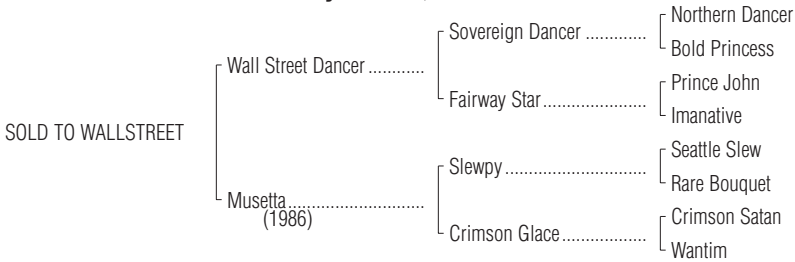 Northern Dancer
Sovereign Dancer .............
Bold Princess
Wall Street Dancer ............
Prince John
Fairway Star......................
Imanative
SOLD TO WALLSTREET
Seattle Slew
Slewpy ..............................
Rare Bouquet
Musetta.............................
(1986)
Crimson Satan
Crimson Glace..................
Wantim